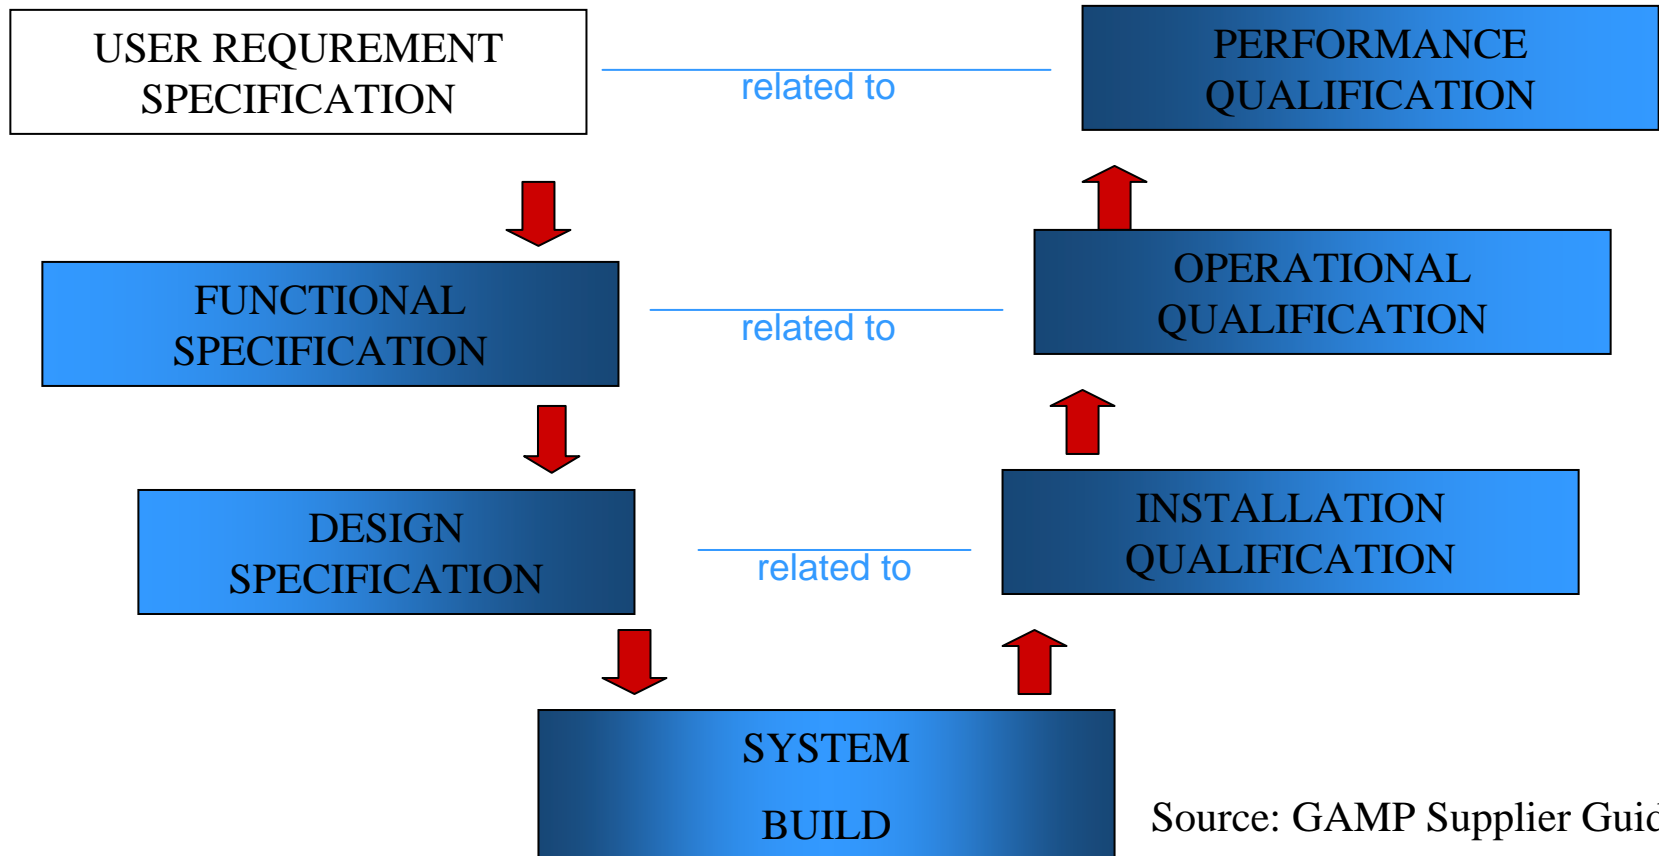 USER REQUREMENT
SPECIFICATION
related to
PERFORMANCE
QUALIFICATION
FUNCTIONAL
SPECIFICATION
related to
OPERATIONAL
QUALIFICATION
DESIGN
SPECIFICATION
related to
INSTALLATION
QUALIFICATION
SYSTEM
BUILD
Source: GAMP Supplier Guid